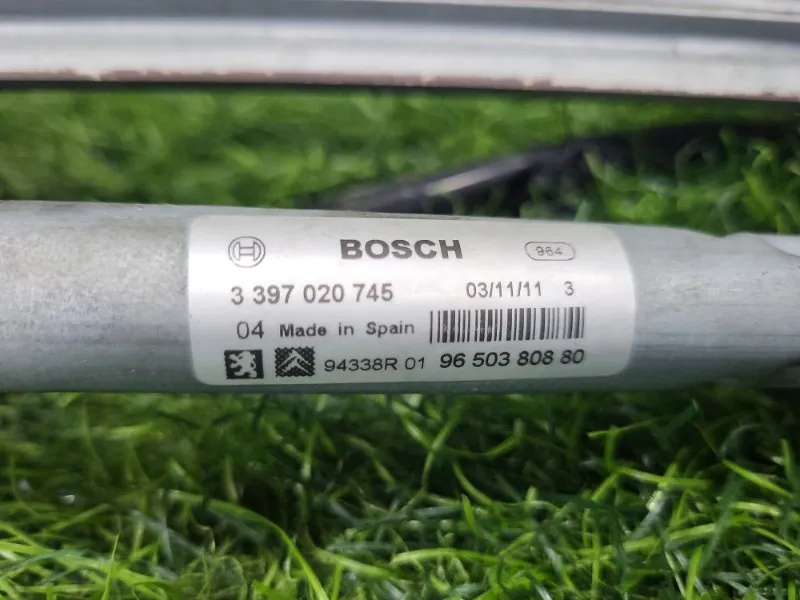 BOSCH 964
3 397 020 745 03/11/11 3
04 Made in Spain
94338R 01 96 503 808 80